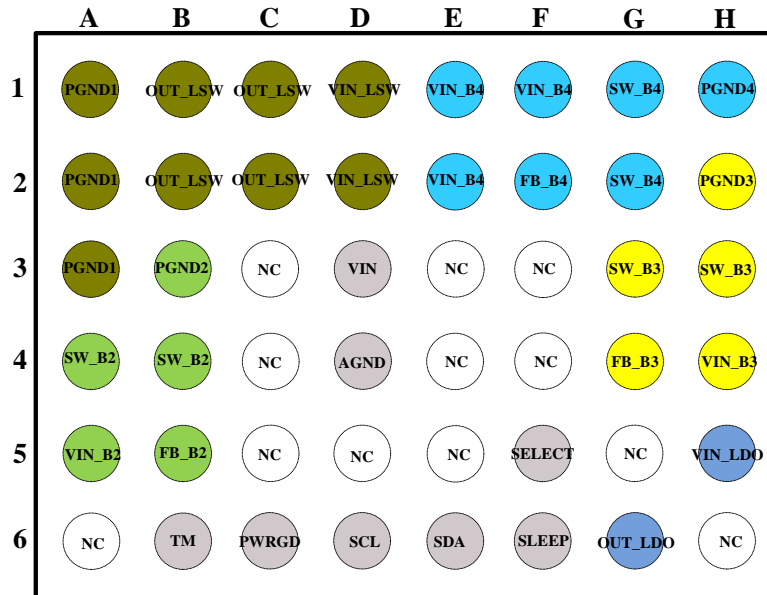 A B C D E F G H
1 PGND1 OUT_LSW OUT_LSW VIN_LSW VIN_B4 VIN_B4 SW_B4 PGND4
2 PGND1 OUT_LSW OUT_LSW VIN_LSW VIN_B4 FB_B4 SW_B4 PGND3
3 PGND1 PGND2 NC VIN NC NC SW_B3 SW_B3
4 SW_B2 SW_B2 NC AGND NC NC FB_B3 VIN_B3
5 VIN_B2 FB_B2 NC NC NC SELECT NC VIN_LDO
6 NC TM PWRGD SCL SDA SLEEP OUT_LDO NC